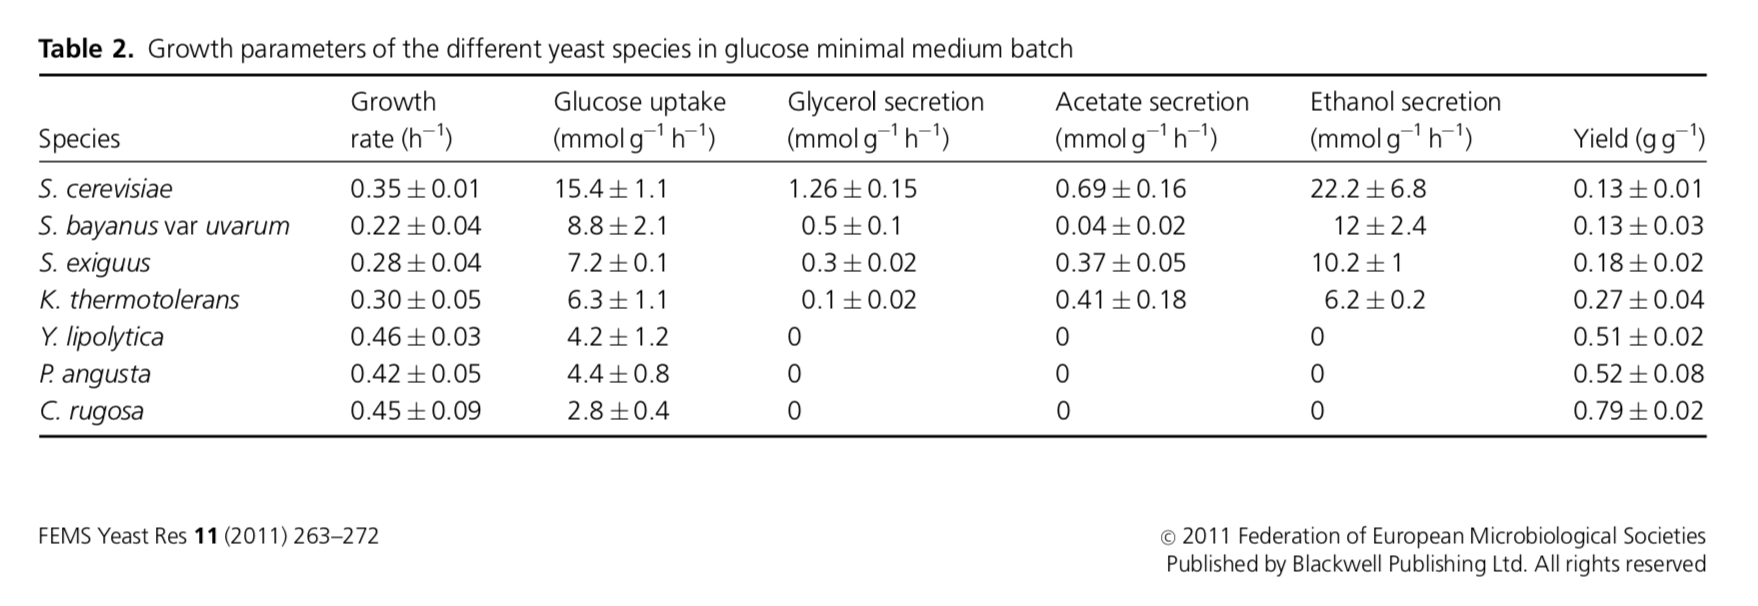 Table 2. Growth parameters of the different yeast species in glucose minimal medium batch
Species Growth rate (h⁻¹) Glucose uptake (mmol g⁻¹ h⁻¹) Glycerol secretion (mmol g⁻¹ h⁻¹) Acetate secretion (mmol g⁻¹ h⁻¹) Ethanol secretion (mmol g⁻¹ h⁻¹) Yield (g g⁻¹)
S. cerevisiae 0.35 ± 0.01 15.4 ± 1.1 1.26 ± 0.15 0.69 ± 0.16 22.2 ± 6.8 0.13 ± 0.01
S. bayanus var uvarum 0.22 ± 0.04 8.8 ± 2.1 0.5 ± 0.1 0.04 ± 0.02 12 ± 2.4 0.13 ± 0.03
S. exiguus 0.28 ± 0.04 7.2 ± 0.1 0.3 ± 0.02 0.37 ± 0.05 10.2 ± 1 0.18 ± 0.02
K. thermotolerans 0.30 ± 0.05 6.3 ± 1.1 0.1 ± 0.02 0.41 ± 0.18 6.2 ± 0.2 0.27 ± 0.04
Y. lipolytica 0.46 ± 0.03 4.2 ± 1.2 0 0 0 0.51 ± 0.02
P. angusta 0.42 ± 0.05 4.4 ± 0.8 0 0 0 0.52 ± 0.08
C. rugosa 0.45 ± 0.09 2.8 ± 0.4 0 0 0 0.79 ± 0.02
FEMS Yeast Res 11 (2011) 263–272
© 2011 Federation of European Microbiological Societies
Published by Blackwell Publishing Ltd. All rights reserved